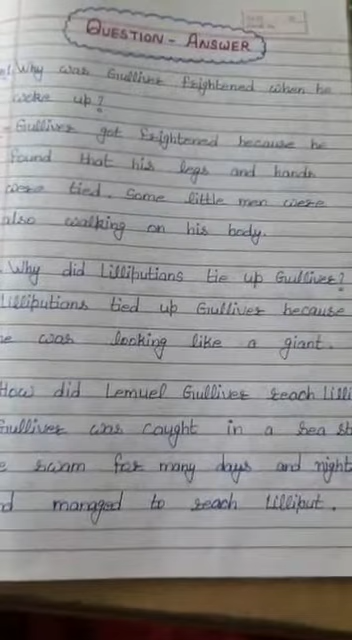 QUESTION - ANSWER
Why was Gulliver frightened when he
woke up?
Gulliver got frightened because he
found that his legs and hands
were tied. Some little men were
also walking on his body.
Why did Lilliputians tie up Gulliver?
Lilliputians tied up Gulliver because
he was looking like a giant.
How did Lemuel Gulliver reach Lilli
Gulliver was caught in a sea st
e swam for many days and night
d managed to reach Lilliput.